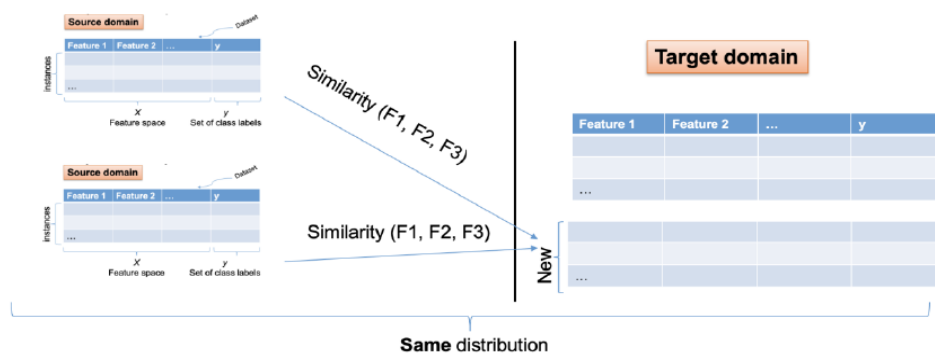 Source domain
Dataset
Feature 1 Feature 2 ... y
instances
...
X y
Feature space Set of class labels
Source domain
Dataset
Feature 1 Feature 2 ... y
instances
...
X y
Feature space Set of class labels
Similarity (F1, F2, F3)
Similarity (F1, F2, F3)
Target domain
Feature 1 Feature 2 ... y
...
New
...
Same distribution